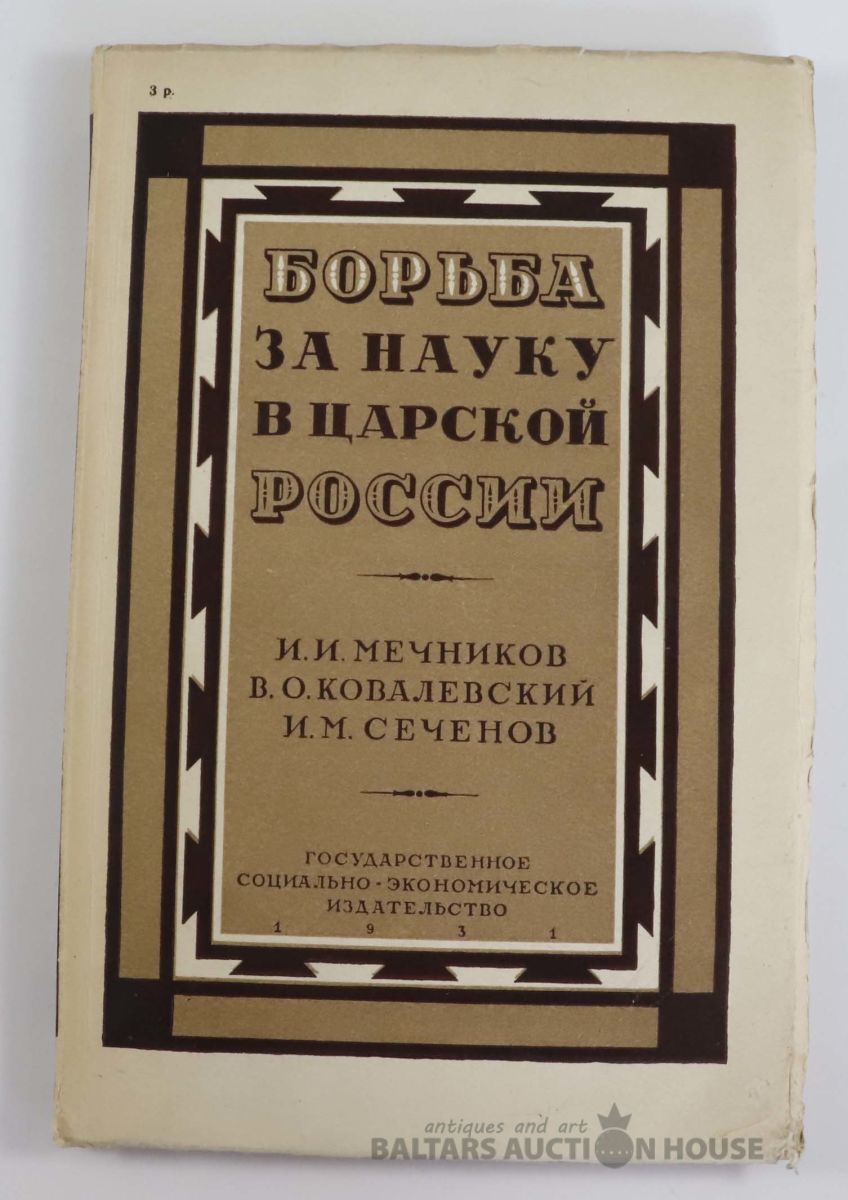 3 р.
БОРЬБА
ЗА НАУКУ
В ЦАРСКОЙ
РОССИИ
И. И. МЕЧНИКОВ
В. О. КОВАЛЕВСКИЙ
И. М. СЕЧЕНОВ
ГОСУДАРСТВЕННОЕ
СОЦИАЛЬНО - ЭКОНОМИЧЕСКОЕ
ИЗДАТЕЛЬСТВО
1 9 3 1
antiques and art
BALTARS AUCTION HOUSE